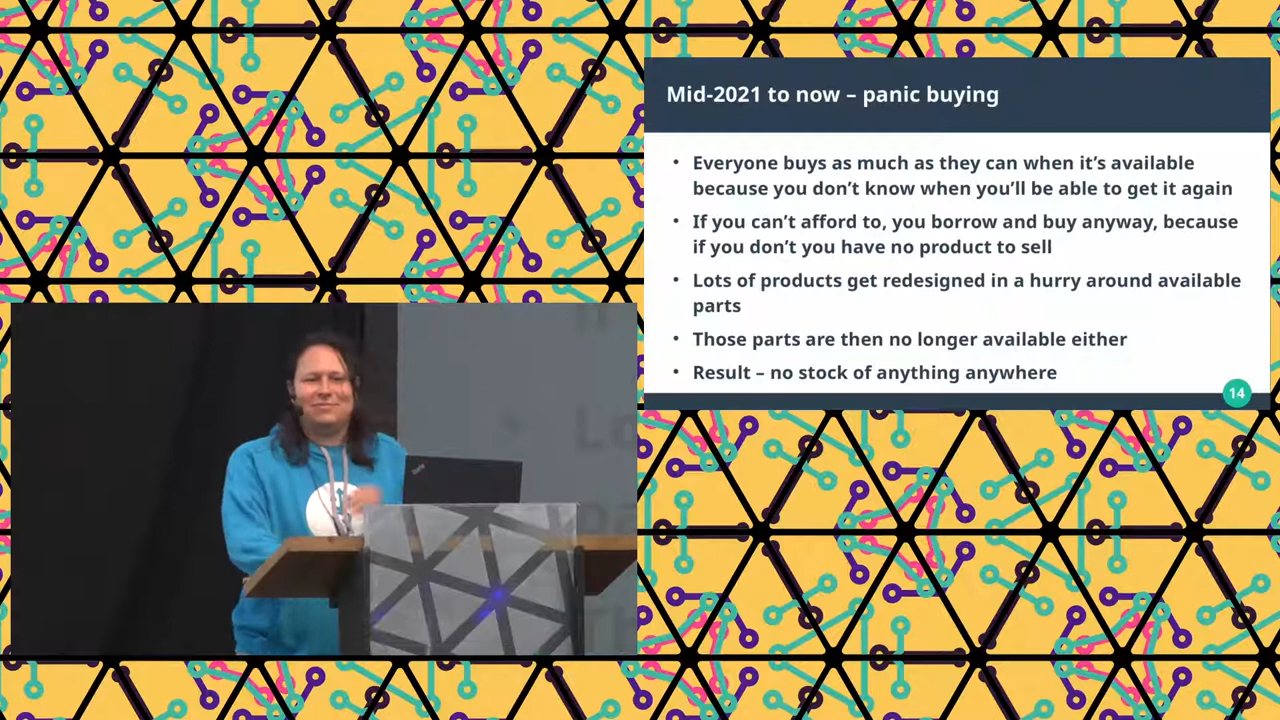 Mid-2021 to now – panic buying
• Everyone buys as much as they can when it’s available
because you don’t know when you’ll be able to get it again
• If you can’t afford to, you borrow and buy anyway, because
if you don’t you have no product to sell
• Lots of products get redesigned in a hurry around available
parts
• Those parts are then no longer available either
• Result – no stock of anything anywhere
14
Lo
pa